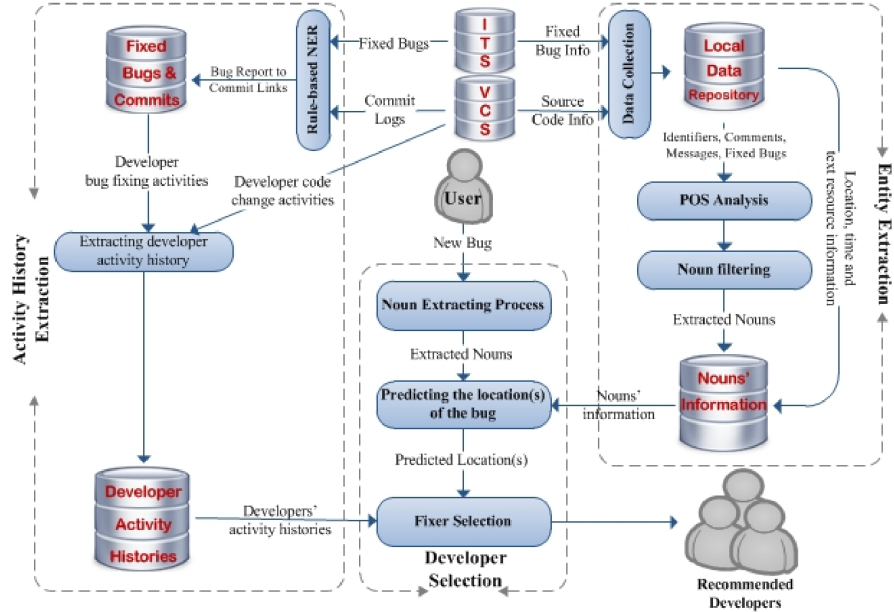 Fixed
Bugs &
Commits
Bug Report to
Commit Links
Rule-based NER
Fixed Bugs
Commit
Logs
I
T
S
V
C
S
Fixed
Bug Info
Source
Code Info
Data Collection
Local
Data
Repository
Identifiers, Comments,
Messages, Fixed Bugs
Location, time and
text resource information
Entity Extraction
POS Analysis
Noun filtering
Extracted Nouns
Nouns'
Information
Nouns'
information
Developer
bug fixing activities
Developer code
change activities
Extracting developer
activity history
Activity History
Extraction
User
New Bug
Noun Extracting Process
Extracted Nouns
Predicting the location(s)
of the bug
Predicted Location(s)
Fixer Selection
Developer
Selection
Developer
Activity
Histories
Developers'
activity histories
Recommended
Developers